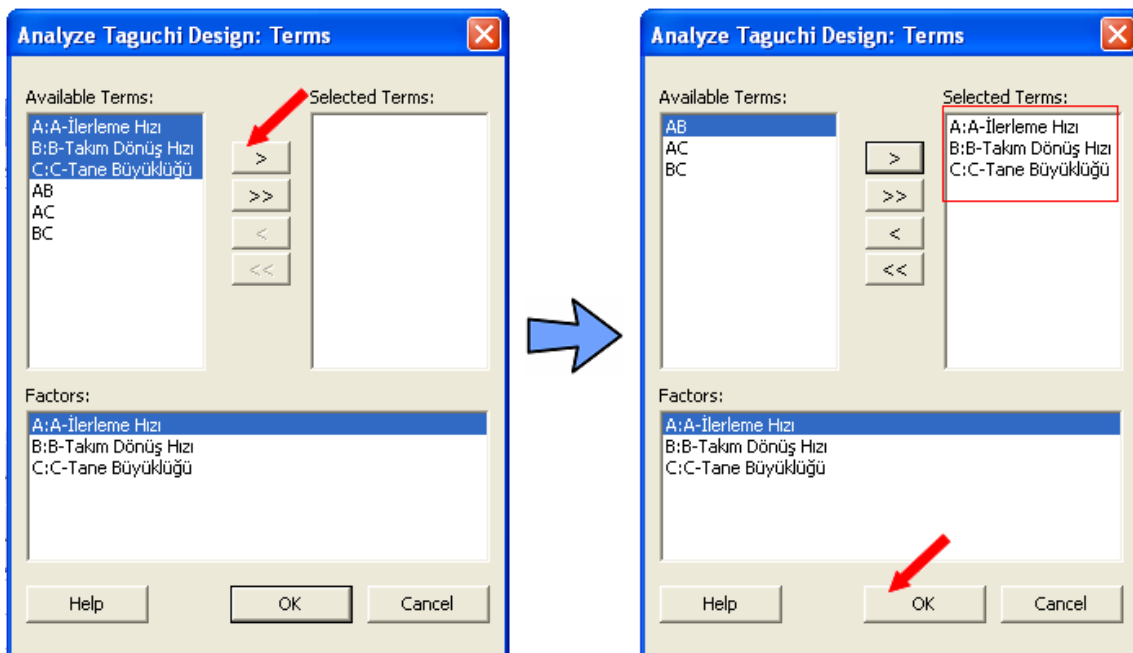 Analyze Taguchi Design: Terms
Available Terms:
Selected Terms:
A:A-İlerleme Hızı
B:B-Takım Dönüş Hızı
C:C-Tane Büyüklüğü
AB
AC
BC
>
>>
<
<<
Factors:
A:A-İlerleme Hızı
B:B-Takım Dönüş Hızı
C:C-Tane Büyüklüğü
Help
OK
Cancel
Analyze Taguchi Design: Terms
Available Terms:
Selected Terms:
AB
AC
BC
>
>>
<
<<
A:A-İlerleme Hızı
B:B-Takım Dönüş Hızı
C:C-Tane Büyüklüğü
Factors:
A:A-İlerleme Hızı
B:B-Takım Dönüş Hızı
C:C-Tane Büyüklüğü
Help
OK
Cancel